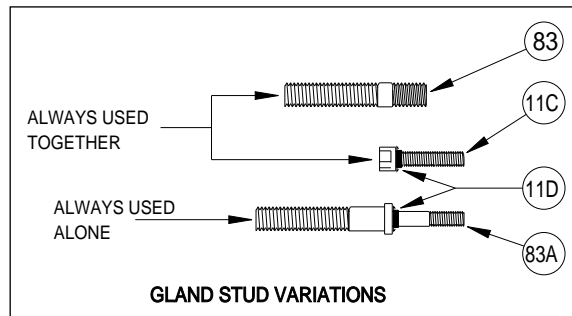 83
ALWAYS USED
TOGETHER
11C
11D
ALWAYS USED
ALONE
83A
GLAND STUD VARIATIONS